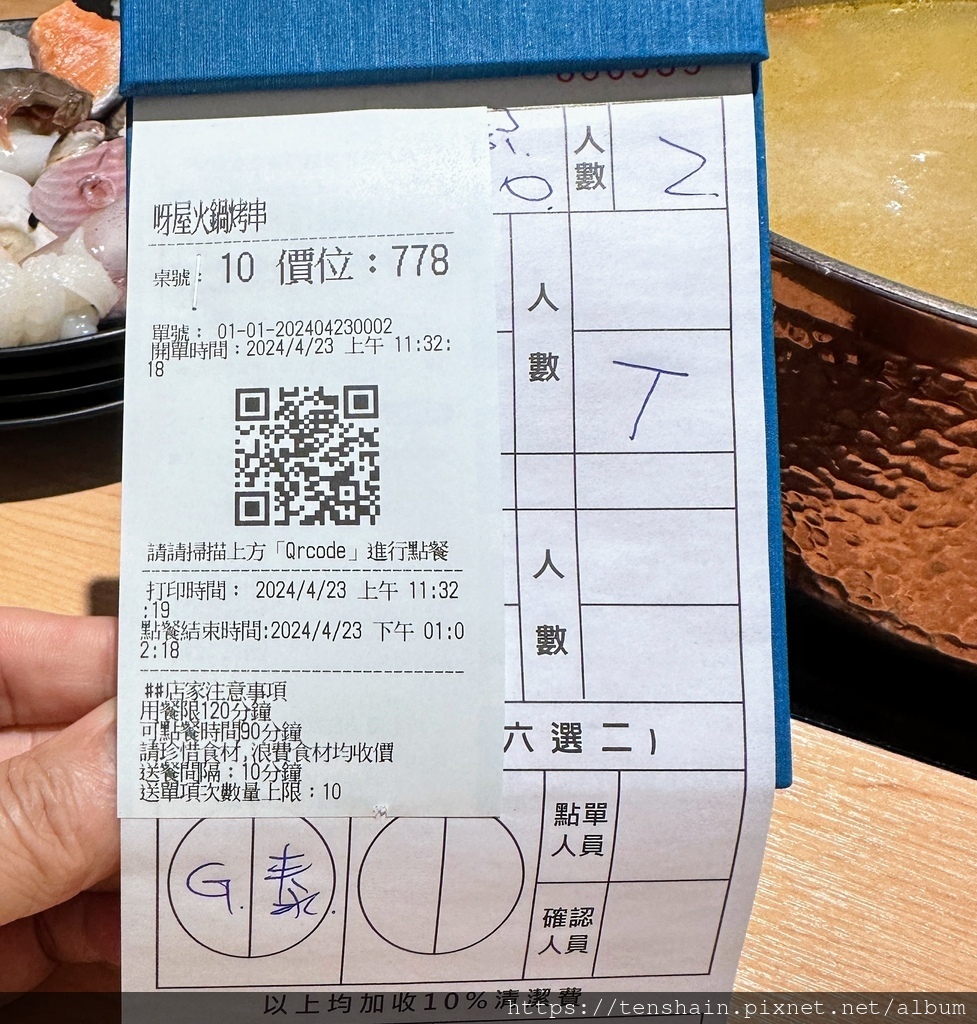 呀屋火鍋烤串
桌號： 10 價位：778
單號： 01-01-202404230002
開單時間：2024/4/23 上午 11:32:
18
請請掃描上方「Qrcode」進行點餐
打印時間： 2024/4/23 上午 11:32
:19
點餐結束時間:2024/4/23 下午 01:0
2:18
##店家注意事項
用餐限120分鐘
可點餐時間90分鐘
請珍惜食材,浪費食材均收價
送餐間隔：10分鐘
送單項次數量上限：10
人數
2
人數
1
人數
六選二)
G.
點單人員
確認人員
以上均加收10%清潔費
https://tenshain.pixnet.net/album